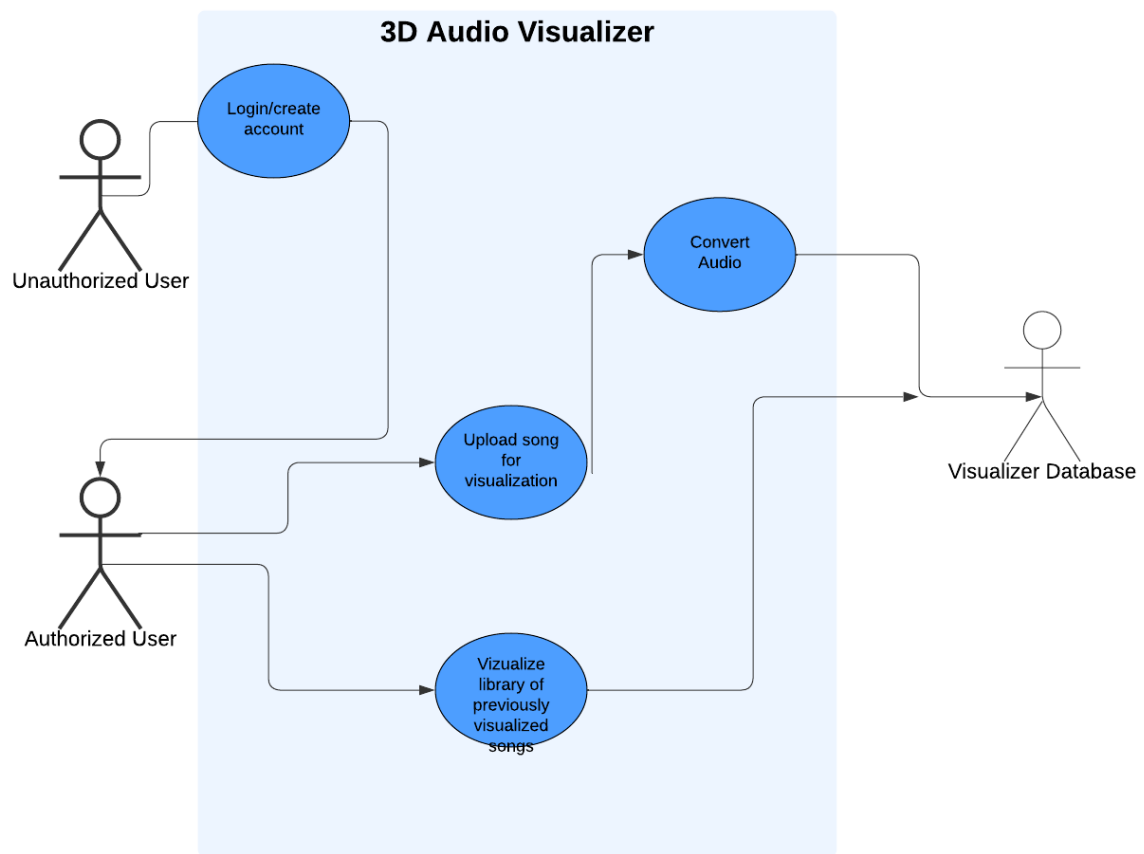 3D Audio Visualizer
Login/create
account
Unauthorized User
Convert
Audio
Upload song
for
visualization
Visualizer Database
Authorized User
Vizualize
library of
previously
visualized
songs